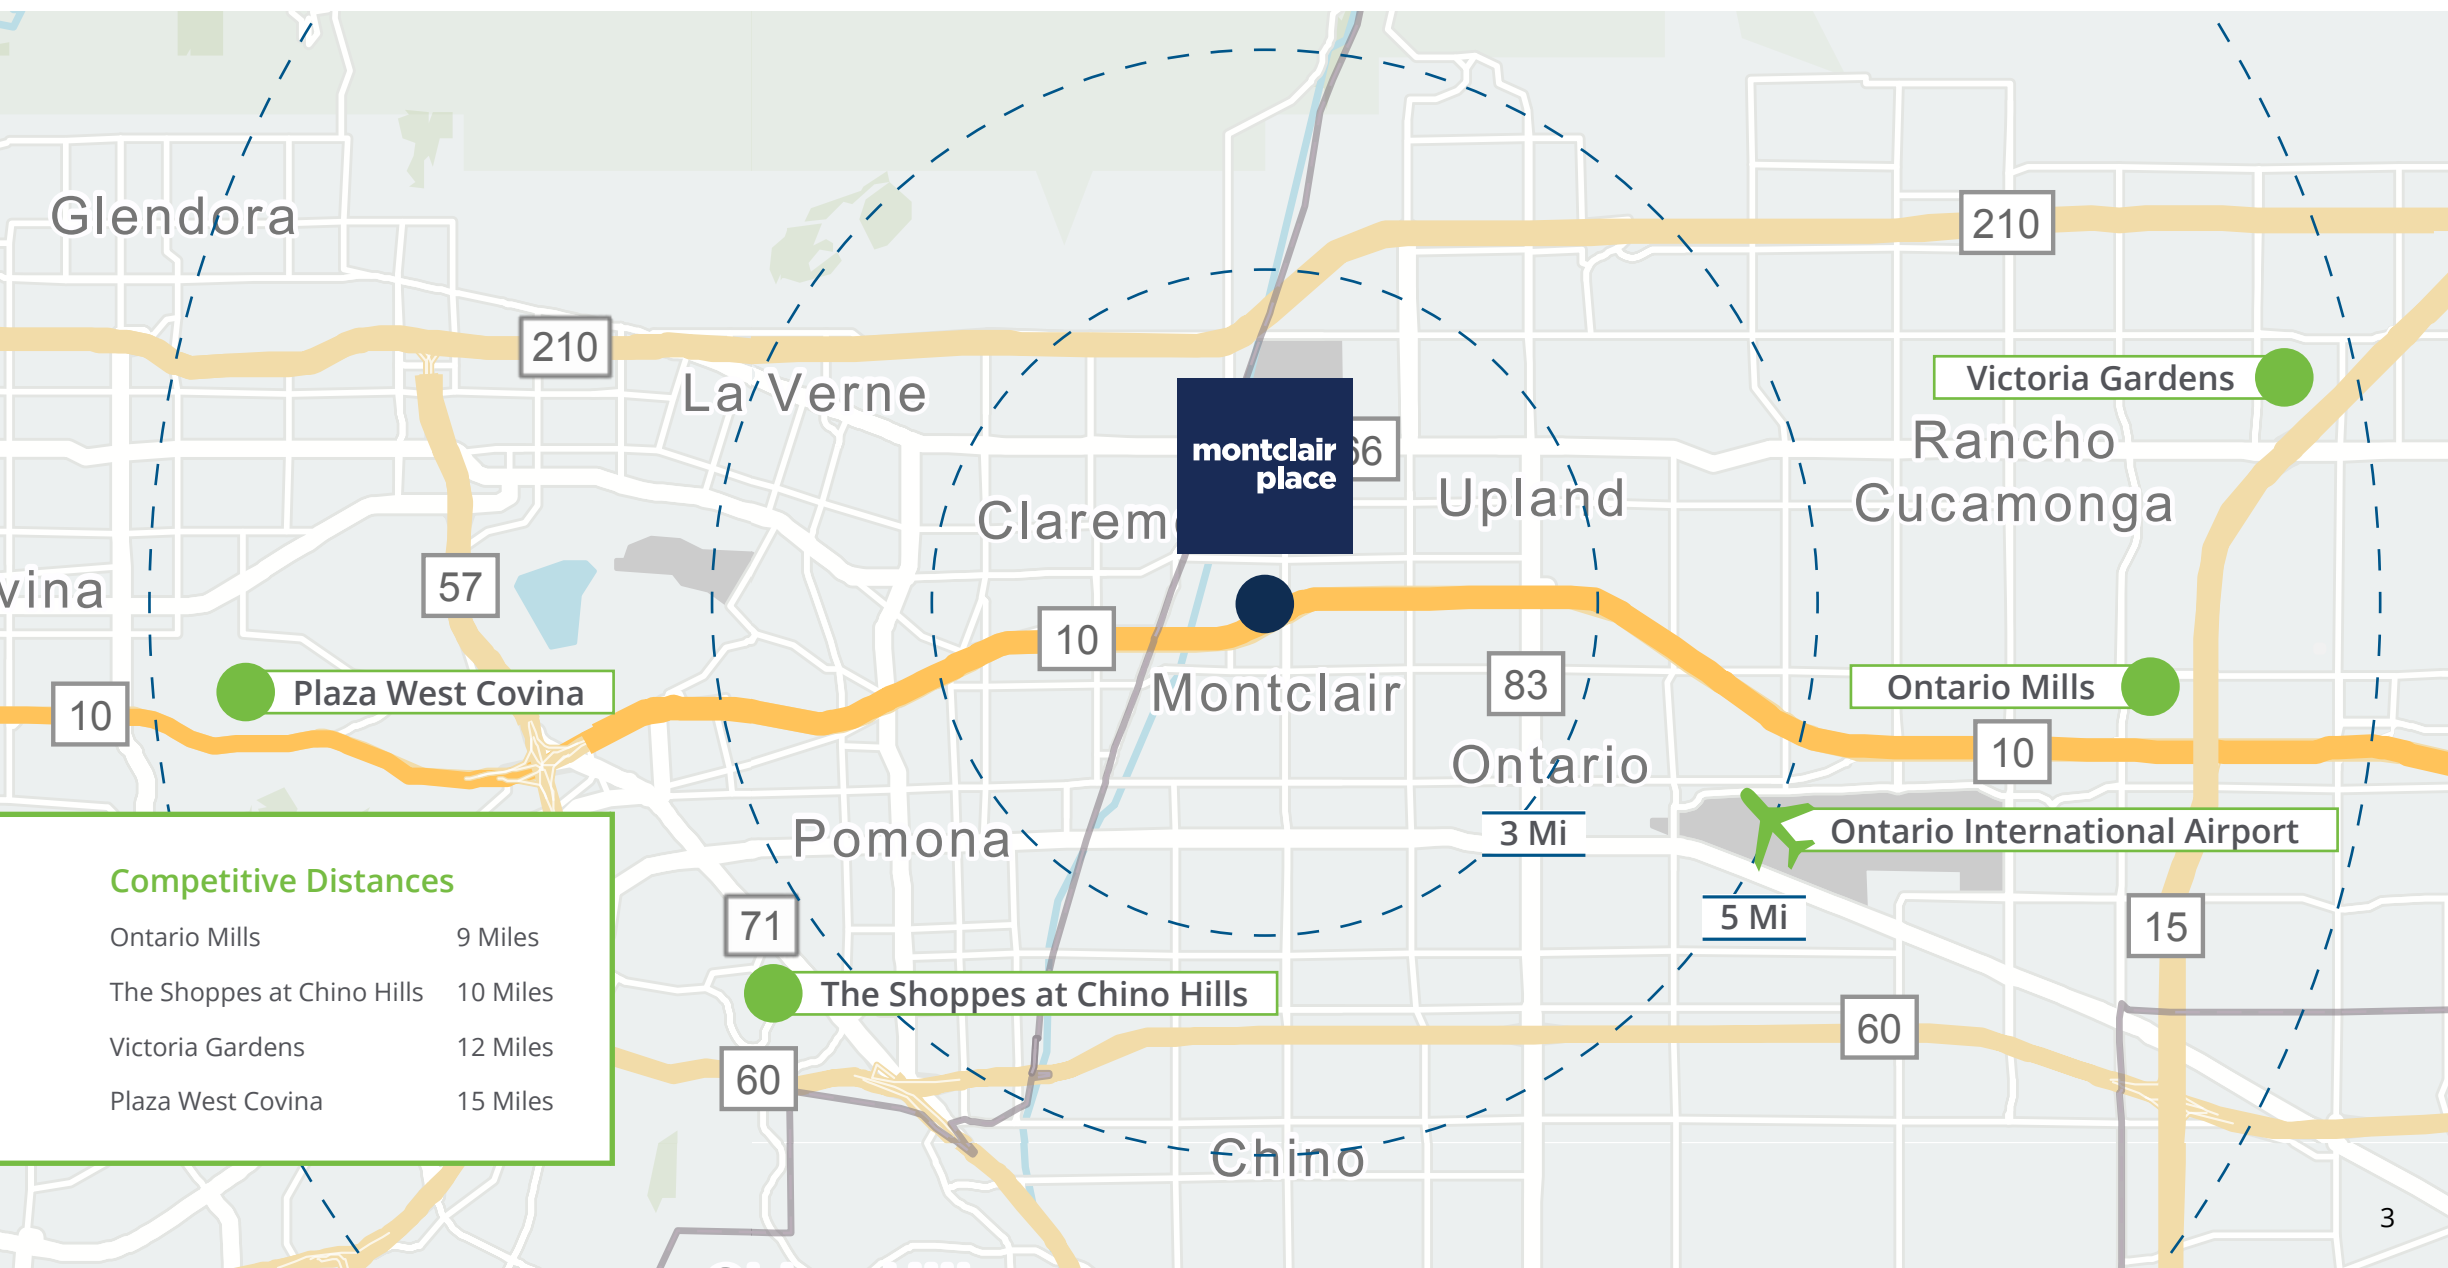 Glendora
210
210
La Verne
Victoria Gardens
montclair
place
66
Rancho
Cucamonga
Upland
Clarem
vina
57
10
Plaza West Covina
Montclair
83
Ontario Mills
10
10
Ontario
3 Mi
Pomona
Ontario International Airport
5 Mi
71
15
The Shoppes at Chino Hills
60
60
Chino
Competitive Distances
Ontario Mills 9 Miles
The Shoppes at Chino Hills 10 Miles
Victoria Gardens 12 Miles
Plaza West Covina 15 Miles
3